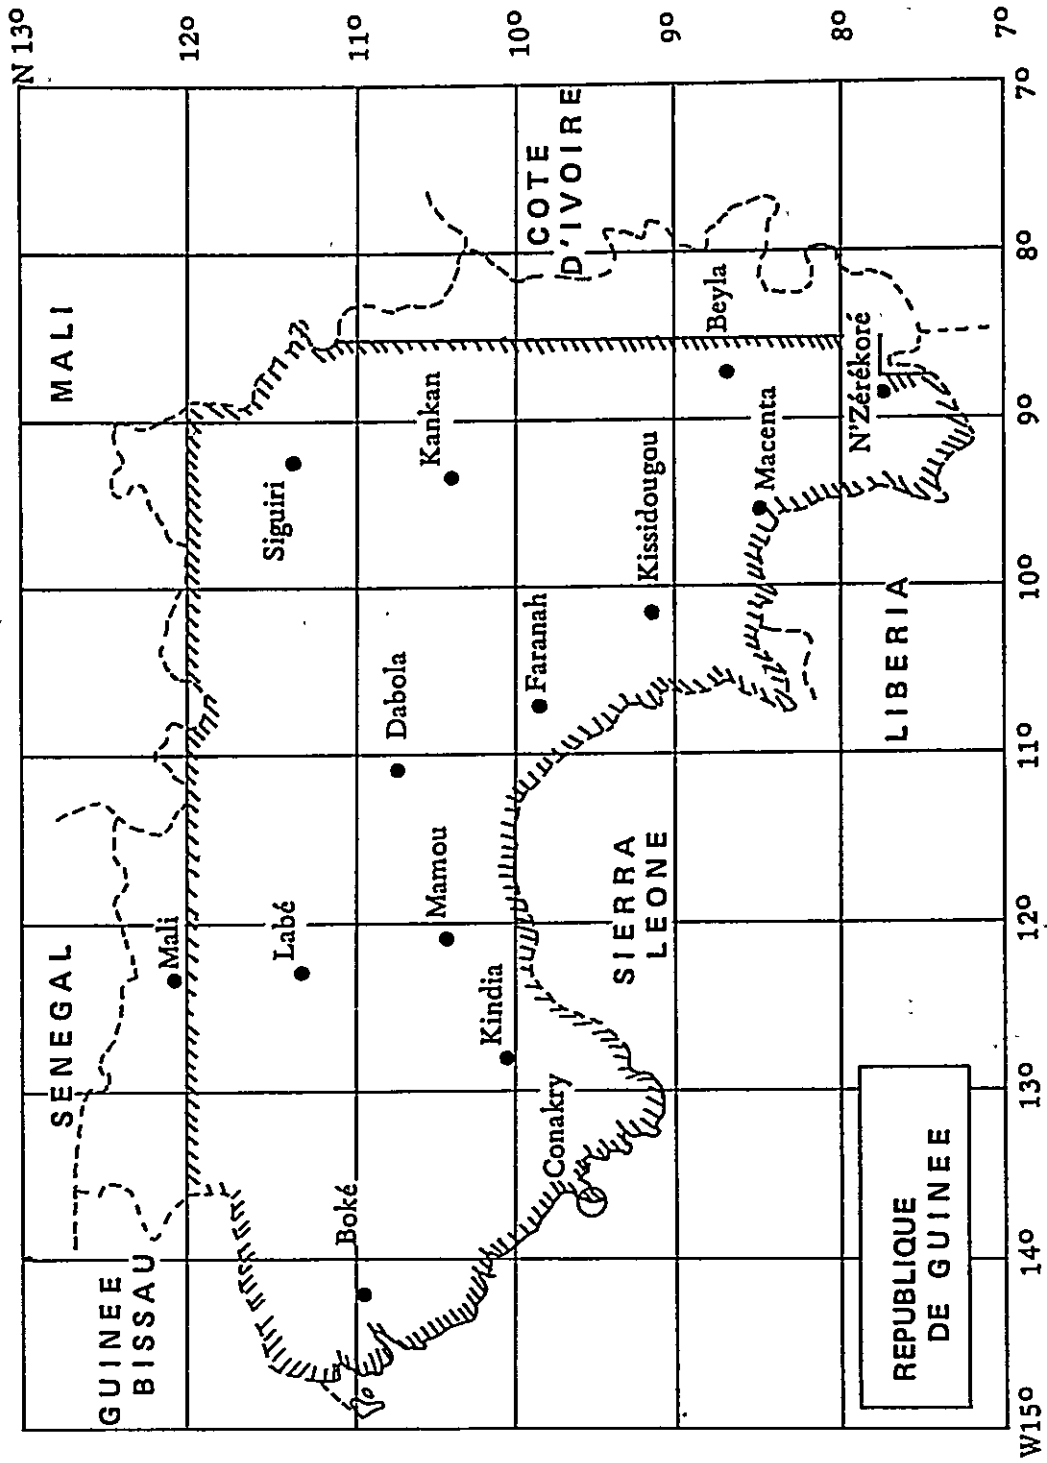 N 13°
12°
11°
10°
9°
8°
7°
W15°
14°
13°
12°
11°
10°
9°
8°
7°
GUINEE
BISSAU
SENEGAL
MALI
COTE
D'IVOIRE
SIERRA
LEONE
LIBERIA
Mali
Labé
Siguiri
Boké
Mamou
Dabola
Kankan
Kindia
Conakry
Faranah
Kissidougou
Beyla
Macenta
N'Zérékoré
REPUBLIQUE
DE GUINEE